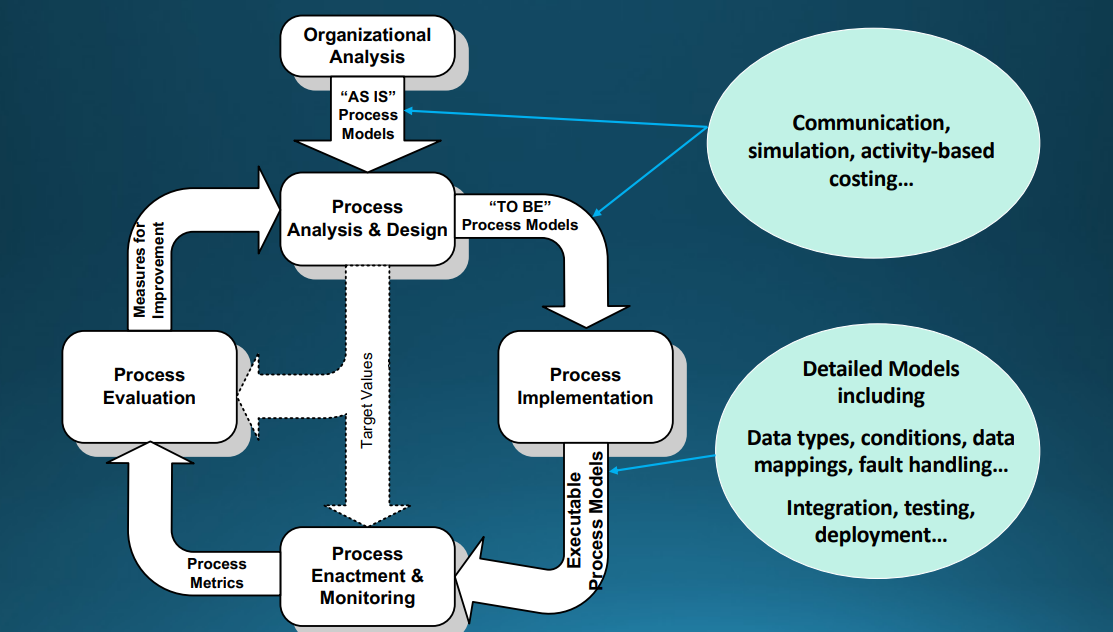 Organizational
Analysis
“AS IS”
Process
Models
Process
Analysis & Design
“TO BE”
Process Models
Measures for
Improvement
Process
Evaluation
Target Values
Process
Implementation
Executable
Process Models
Process
Metrics
Process
Enactment &
Monitoring
Communication,
simulation, activity-based
costing…
Detailed Models
including
Data types, conditions, data
mappings, fault handling…
Integration, testing,
deployment…